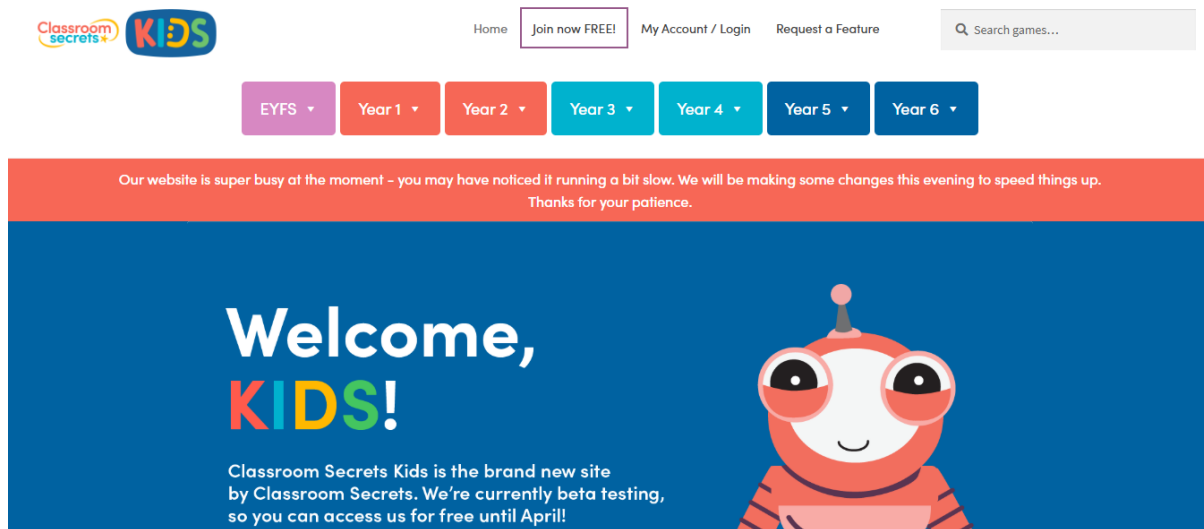 Classroom
secrets
KIDS
Home
Join now FREE!
My Account / Login
Request a Feature
Search games...
EYFS
Year 1
Year 2
Year 3
Year 4
Year 5
Year 6
Our website is super busy at the moment - you may have noticed it running a bit slow. We will be making some changes this evening to speed things up.
Thanks for your patience.
Welcome,
KIDS!
Classroom Secrets Kids is the brand new site
by Classroom Secrets. We're currently beta testing,
so you can access us for free until April!